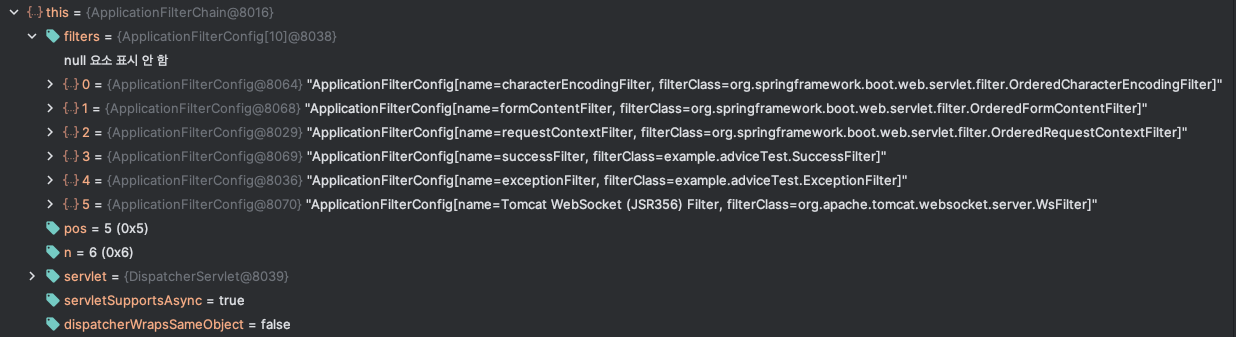 this = {ApplicationFilterChain@8016}
filters = {ApplicationFilterConfig[10]@8038}
null 요소 표시 안 함
{..} 0 = {ApplicationFilterConfig@8064} "ApplicationFilterConfig[name=characterEncodingFilter, filterClass=org.springframework.boot.web.servlet.filter.OrderedCharacterEncodingFilter]"
{..} 1 = {ApplicationFilterConfig@8068} "ApplicationFilterConfig[name=formContentFilter, filterClass=org.springframework.boot.web.servlet.filter.OrderedFormContentFilter]"
{..} 2 = {ApplicationFilterConfig@8029} "ApplicationFilterConfig[name=requestContextFilter, filterClass=org.springframework.boot.web.servlet.filter.OrderedRequestContextFilter]"
{..} 3 = {ApplicationFilterConfig@8069} "ApplicationFilterConfig[name=successFilter, filterClass=example.adviceTest.SuccessFilter]"
{..} 4 = {ApplicationFilterConfig@8036} "ApplicationFilterConfig[name=exceptionFilter, filterClass=example.adviceTest.ExceptionFilter]"
{..} 5 = {ApplicationFilterConfig@8070} "ApplicationFilterConfig[name=Tomcat WebSocket (JSR356) Filter, filterClass=org.apache.tomcat.websocket.server.WsFilter]"
pos = 5 (0x5)
n = 6 (0x6)
servlet = {DispatcherServlet@8039}
servletSupportsAsync = true
dispatcherWrapsSameObject = false